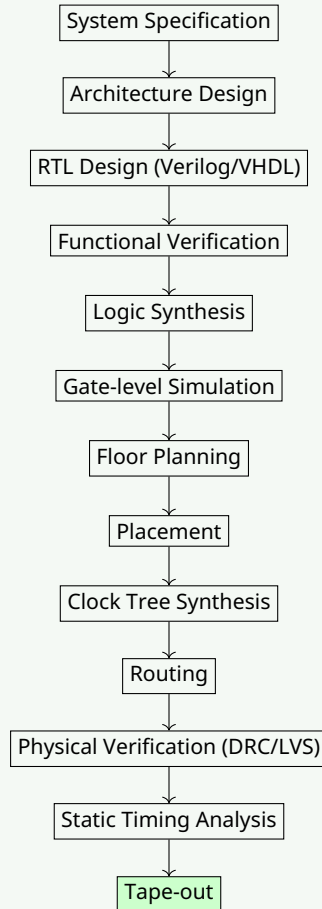 System Specification
Architecture Design
RTL Design (Verilog/VHDL)
Functional Verification
Logic Synthesis
Gate-level Simulation
Floor Planning
Placement
Clock Tree Synthesis
Routing
Physical Verification (DRC/LVS)
Static Timing Analysis
Tape-out